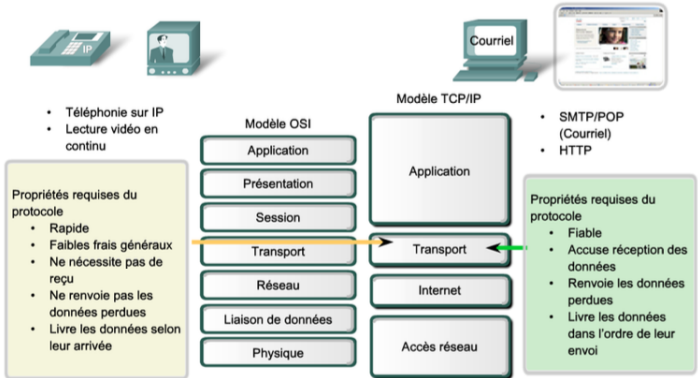 IP
Courriel
• Téléphonie sur IP
• Lecture vidéo en
continu
Modèle OSI
Application
Présentation
Session
Transport
Réseau
Liaison de données
Physique
Modèle TCP/IP
Application
Transport
Internet
Accès réseau
• SMTP/POP
(Courriel)
• HTTP
Propriétés requises du
protocole
• Rapide
• Faibles frais généraux
• Ne nécessite pas de
reçu
• Ne renvoie pas les
données perdues
• Livre les données selon
leur arrivée
Propriétés requises du
protocole
• Fiable
• Accuse réception des
données
• Renvoie les données
perdues
• Livre les données
dans l'ordre de leur
envoi